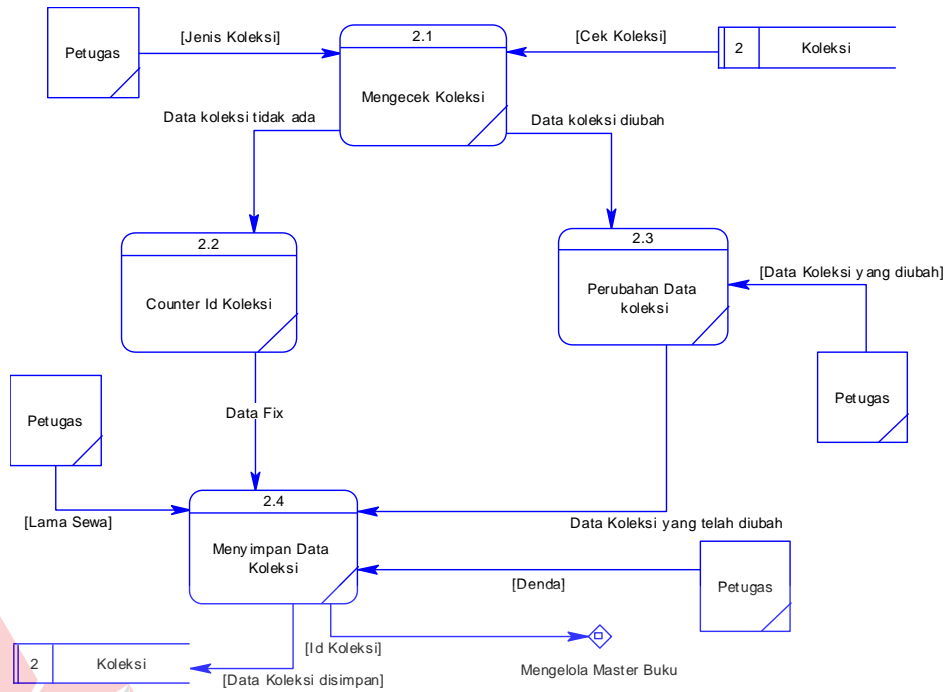 2.1
[Jenis Koleksi]
[Cek Koleksi]
Petugas
2
Koleksi
Mengecek Koleksi
Data koleksi tidak ada
Data koleksi diubah
2.2
2.3
[Data Koleksi yang diubah]
Counter Id Koleksi
Perubahan Data
koleksi
Petugas
Petugas
Data Fix
2.4
[Lama Sewa]
Data Koleksi yang telah diubah
Menyimpan Data
Koleksi
[Denda]
Petugas
[Id Koleksi]
2
Koleksi
Mengelola Master Buku
[Data Koleksi disimpan]